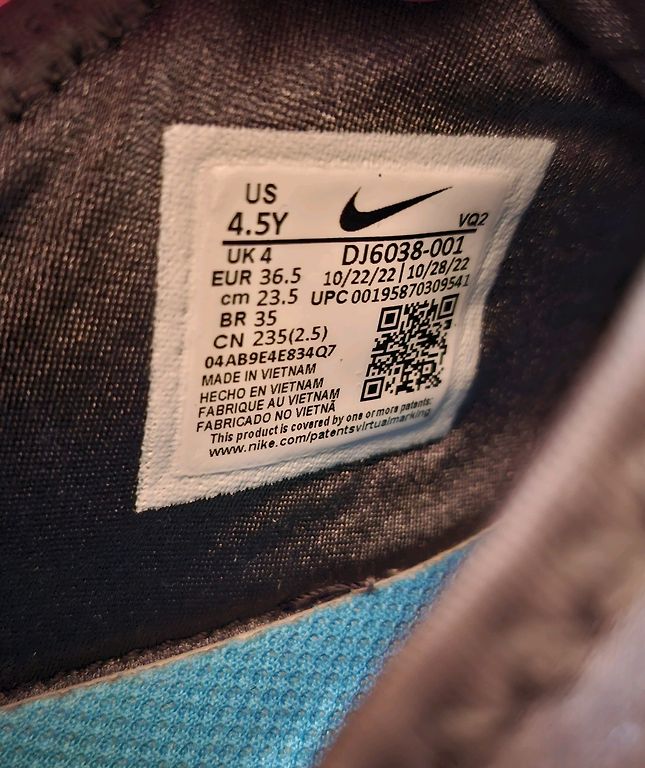 US
4.5Y
VQ2
UK 4
DJ6038-001
EUR 36.5
10/22/22 | 10/28/22
cm 23.5
UPC 00195870309541
BR 35
CN 235(2.5)
04AB9E4E834Q7
MADE IN VIETNAM
HECHO EN VIETNAM
FABRIQUE AU VIETNAM
FABRICADO NO VIETNÃ
This product is covered by one or more patents:
www.nike.com/patentsvirtualmarking